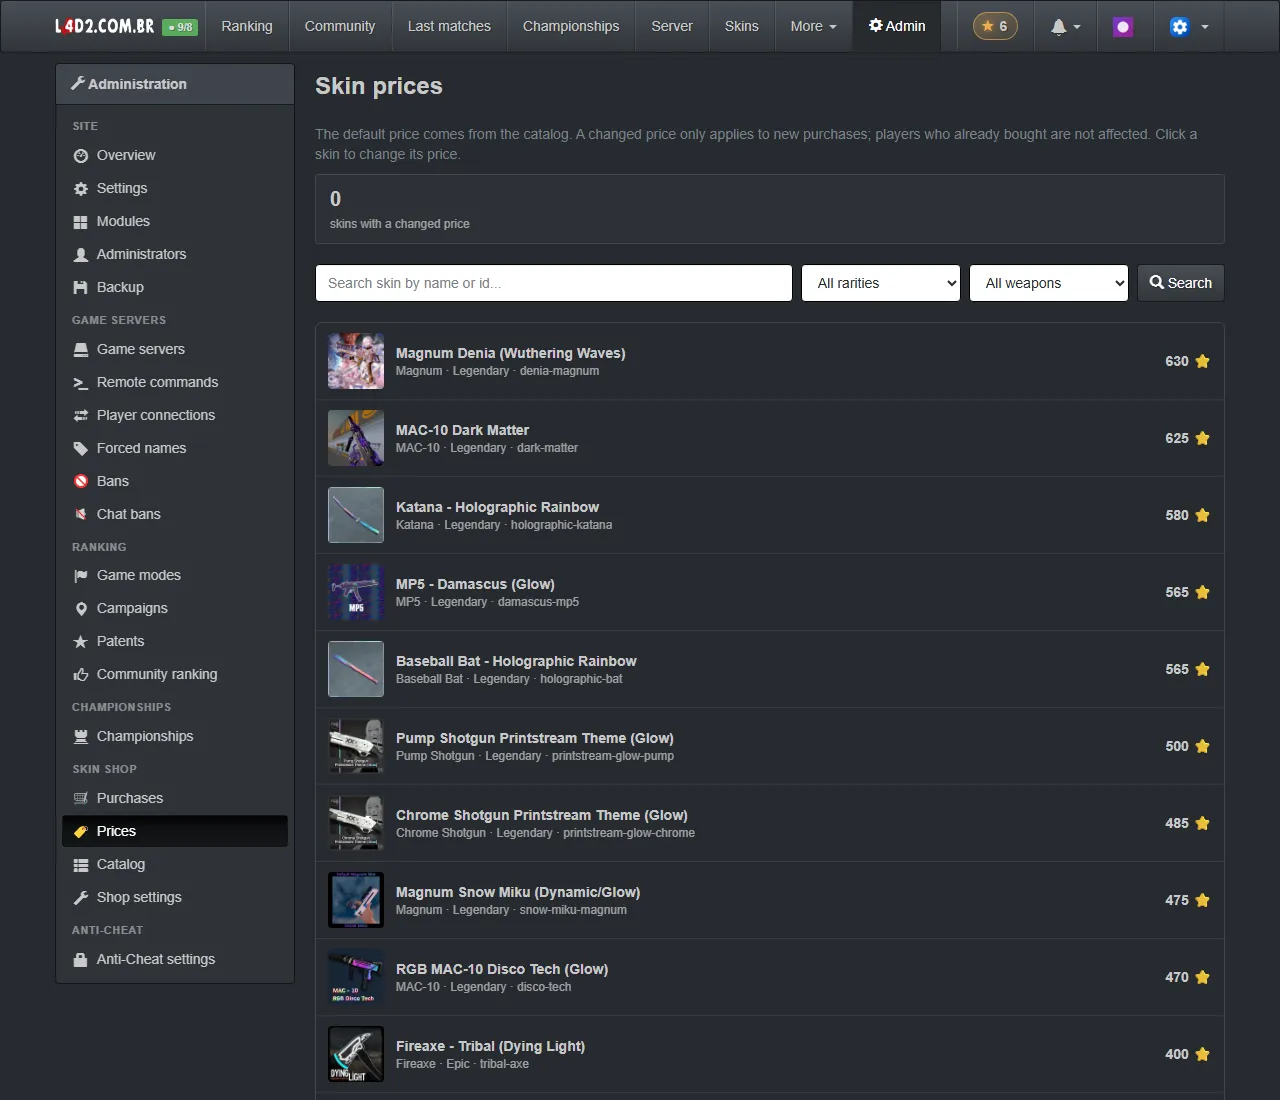 L4D2.COM.BR
9/8
Ranking
Community
Last matches
Championships
Server
Skins
More
Admin
6
Administration
SITE
Overview
Settings
Modules
Administrators
Backup
GAME SERVERS
Game servers
Remote commands
Player connections
Forced names
Bans
Chat bans
RANKING
Game modes
Campaigns
Patents
Community ranking
CHAMPIONSHIPS
Championships
SKIN SHOP
Purchases
Prices
Catalog
Shop settings
ANTI-CHEAT
Anti-Cheat settings
Skin prices
The default price comes from the catalog. A changed price only applies to new purchases; players who already bought are not affected. Click a
skin to change its price.
0
skins with a changed price
Search skin by name or id...
All rarities
All weapons
Search
Magnum Denia (Wuthering Waves)
Magnum · Legendary · denia-magnum
630
MAC-10 Dark Matter
MAC-10 · Legendary · dark-matter
625
Katana - Holographic Rainbow
Katana · Legendary · holographic-katana
580
MP5
MP5 - Damascus (Glow)
MP5 · Legendary · damascus-mp5
565
Baseball Bat - Holographic Rainbow
Baseball Bat · Legendary · holographic-bat
565
Pump Shotgun Printstream Theme (Glow)
Pump Shotgun · Legendary · printstream-glow-pump
500
Chrome Shotgun Printstream Theme (Glow)
Chrome Shotgun · Legendary · printstream-glow-chrome
485
Magnum Snow Miku (Dynamic/Glow)
Magnum · Legendary · snow-miku-magnum
475
MAC - 10
RGB Disco Tech
RGB MAC-10 Disco Tech (Glow)
MAC-10 · Legendary · disco-tech
470
DYING LIGHT
Fireaxe - Tribal (Dying Light)
Fireaxe · Epic · tribal-axe
400